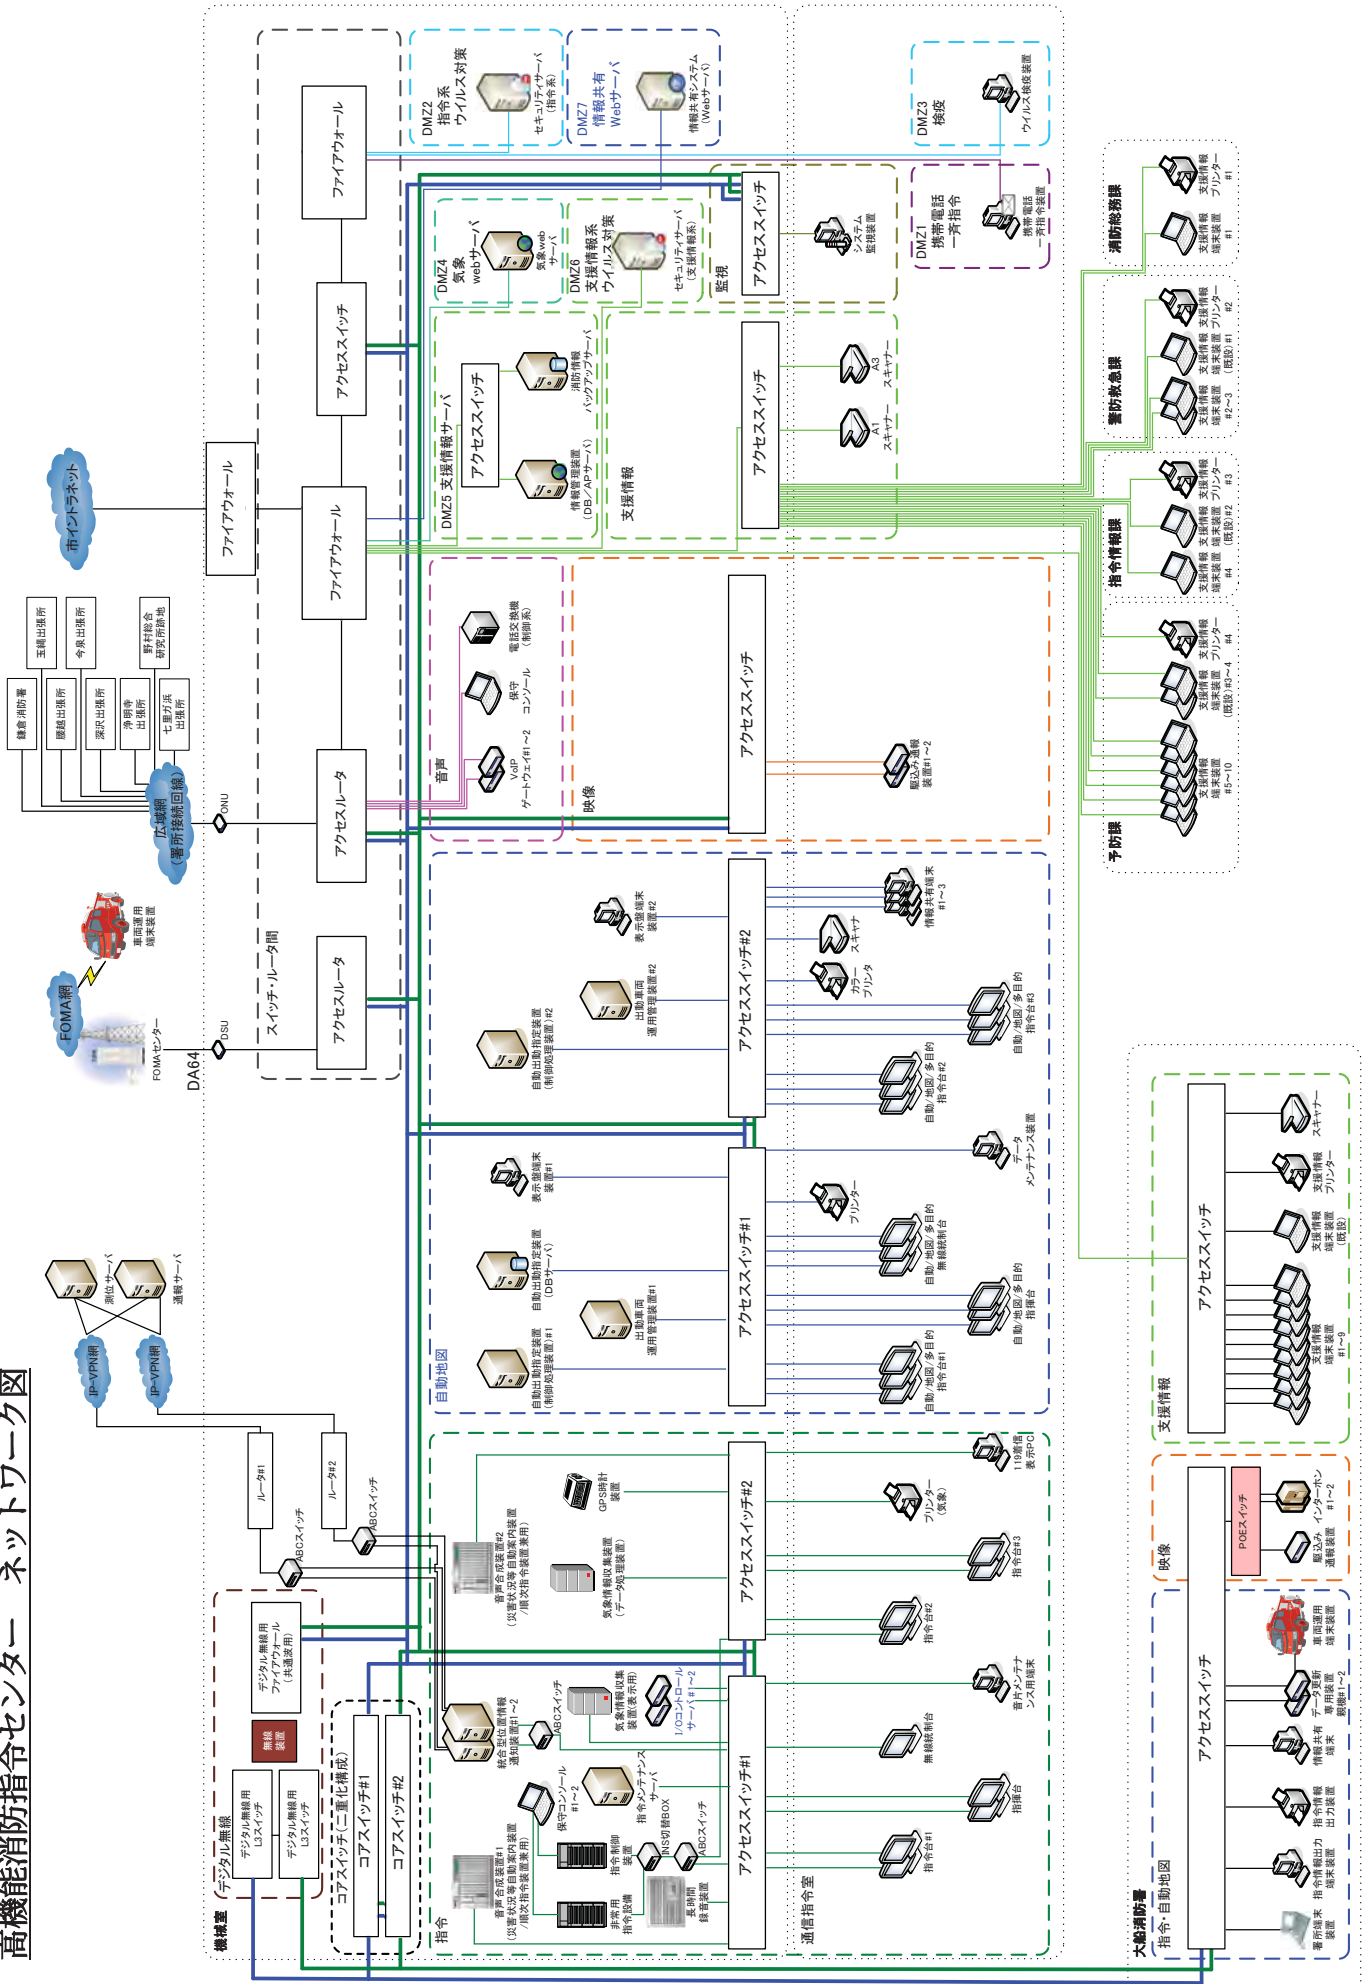 高機能消防指令センター ネットワーク図
機械室
デジタル無線
デジタル無線用
L3スイッチ
デジタル無線用
L3スイッチ
無線
装置
デジタル無線用
ファイアウォール
(共通波用)
コアスイッチ(二重化構成)
コアスイッチ#1
コアスイッチ#2
ルータ#1
ルータ#2
ABCスイッチ
ABCスイッチ
IP-VPN網
IP-VPN網
測位サーバ
通報サーバ
FOMA網
FOMAセンター
車両運用
端末装置
DA64
DSU
広域網
(署所接続回線)
ONU
鎌倉消防署
玉縄出張所
腰越出張所
今泉出張所
深沢出張所
浄明寺
出張所
野村総合
研究所跡地
七里ガ浜
出張所
市イントラネット
ファイアウォール
スイッチ・ルータ間
アクセスルータ
アクセスルータ
ファイアウォール
アクセススイッチ
ファイアウォール
指令
音声合成装置#1
(災害状況等自動案内装置
/順次指令装置兼用)
非常用
指令設備
指令制御
装置
保守コンソール
#1~2
長時間
録音装置
INS切替BOX
ABCスイッチ
指令メンテナンス
サーバ
統合型位置情報
通知装置#1~2
ABCスイッチ
気象情報収集
装置(表示用)
I/Oコントロール
サーバ#1~2
音声合成装置#2
(災害状況等自動案内装置
/順次指令装置兼用)
気象情報収集装置
(データ処理装置)
GPS時計
装置
アクセススイッチ#1
アクセススイッチ#2
通信指令室
指令台#1
指揮台
無線統制台
音片メンテナ
ンス用端末
指令台#2
指令台#3
プリンター
(気象)
119着信
表示PC
自動地図
自動出動指定装置
(制御処理装置)#1
自動出動指定装置
(DBサーバ)
出動車両
運用管理装置#1
表示盤端末
装置#1
自動出動指定装置
(制御処理装置)#2
出動車両
運用管理装置#2
表示盤端末
装置#2
アクセススイッチ#1
アクセススイッチ#2
自動/地図/多目的
指令台#1
自動/地図/多目的
指揮台
自動/地図/多目的
無線統制台
プリンター
データ
メンテナンス装置
自動/地図/多目的
指令台#2
自動/地図/多目的
指令台#3
カラー
プリンタ
スキャナ
情報共有端末
#1~3
音声
VoIP
ゲートウェイ#1~2
保守
コンソール
電話交換機
(制御系)
映像
アクセススイッチ
駆込み通報
装置#1~2
DMZ5 支援情報サーバ
アクセススイッチ
情報管理装置
(DB/APサーバ)
消防情報
バックアップサーバ
支援情報
アクセススイッチ
A1
スキャナー
A3
スキャナー
DMZ4
気象
webサーバ
気象web
サーバ
DMZ6
支援情報系
ウイルス対策
セキュリティサーバ
(支援情報系)
監視
アクセススイッチ
システム
監視装置
DMZ2
指令系
ウイルス対策
セキュリティサーバ
(指令系)
DMZ7
情報共有
Webサーバ
情報共有システム
(Webサーバ)
DMZ1
携帯電話
一斉指令
携帯電話
一斉指令装置
DMZ3
検疫
ウイルス検疫装置
予防課
支援情報
端末装置
#5~10
支援情報
端末装置
(既設)#3~4
支援情報
プリンター
#4
指令情報課
支援情報
端末装置
#4
支援情報
端末装置
(既設)#2
支援情報
プリンター
#3
警防救急課
支援情報
端末装置
#2~3
支援情報
端末装置
(既設)#1
支援情報
プリンター
#2
消防総務課
支援情報
端末装置
#1
支援情報
プリンター
#1
大船消防署
指令・自動地図
アクセススイッチ
署所端末
装置
指令情報出力
端末装置
指令情報
出力装置
情報共有
端末
データ更新
専用装置
親機#1~2
車両運用
端末装置
映像
POEスイッチ
駆込み
通報装置
インターホン
#1~2
支援情報
アクセススイッチ
支援情報
端末装置
#1~9
支援情報
端末装置
(既設)
支援情報
プリンター
スキャナー